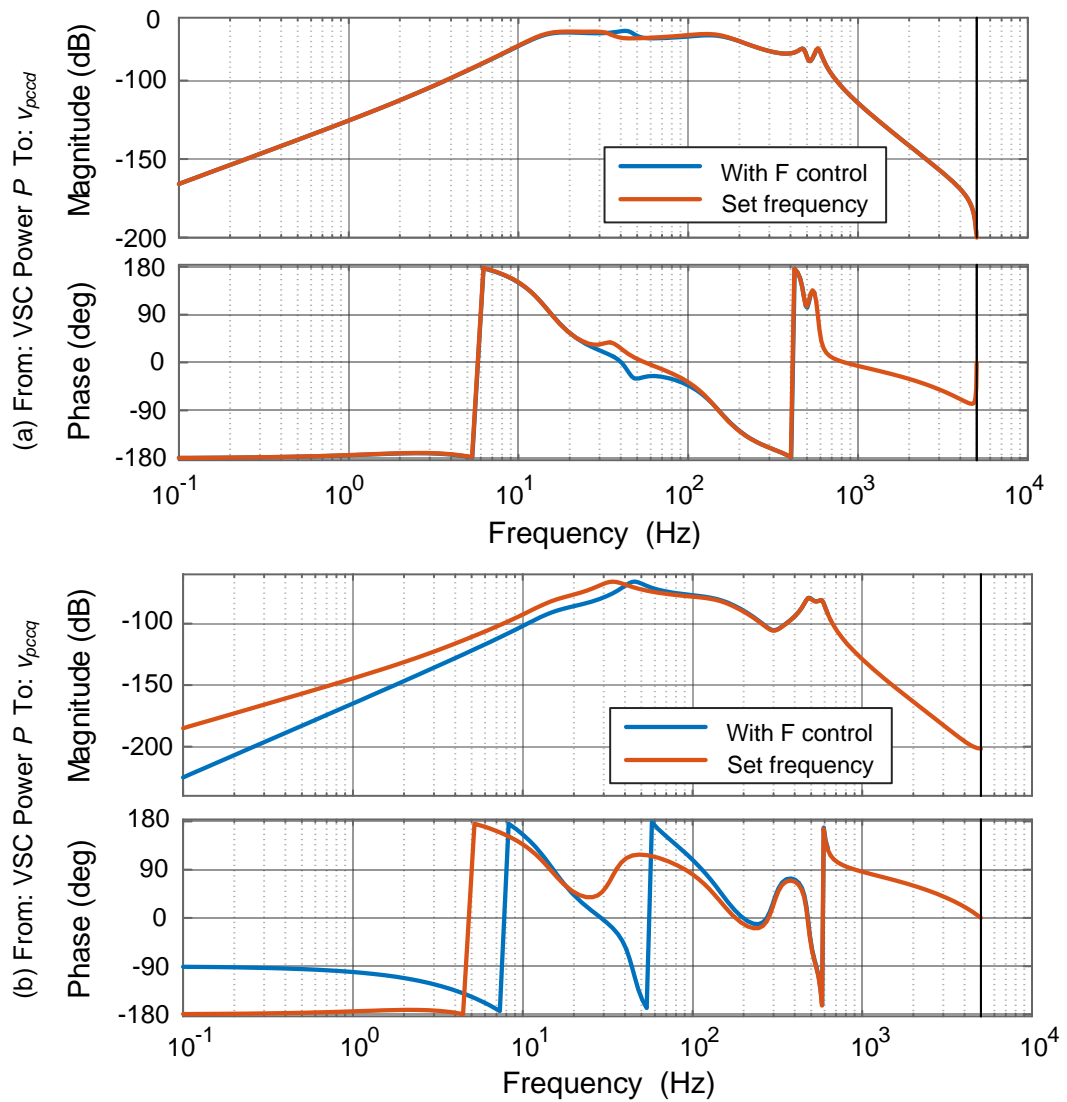 (a) From: VSC Power P To: vpccd
Magnitude (dB)
0
-100
-150
-200
With F control
Set frequency
Phase (deg)
180
90
0
-90
-180
10-1
100
101
102
103
104
Frequency (Hz)
(b) From: VSC Power P To: vpccq
Magnitude (dB)
-100
-150
-200
With F control
Set frequency
Phase (deg)
180
90
0
-90
-180
10-1
100
101
102
103
104
Frequency (Hz)